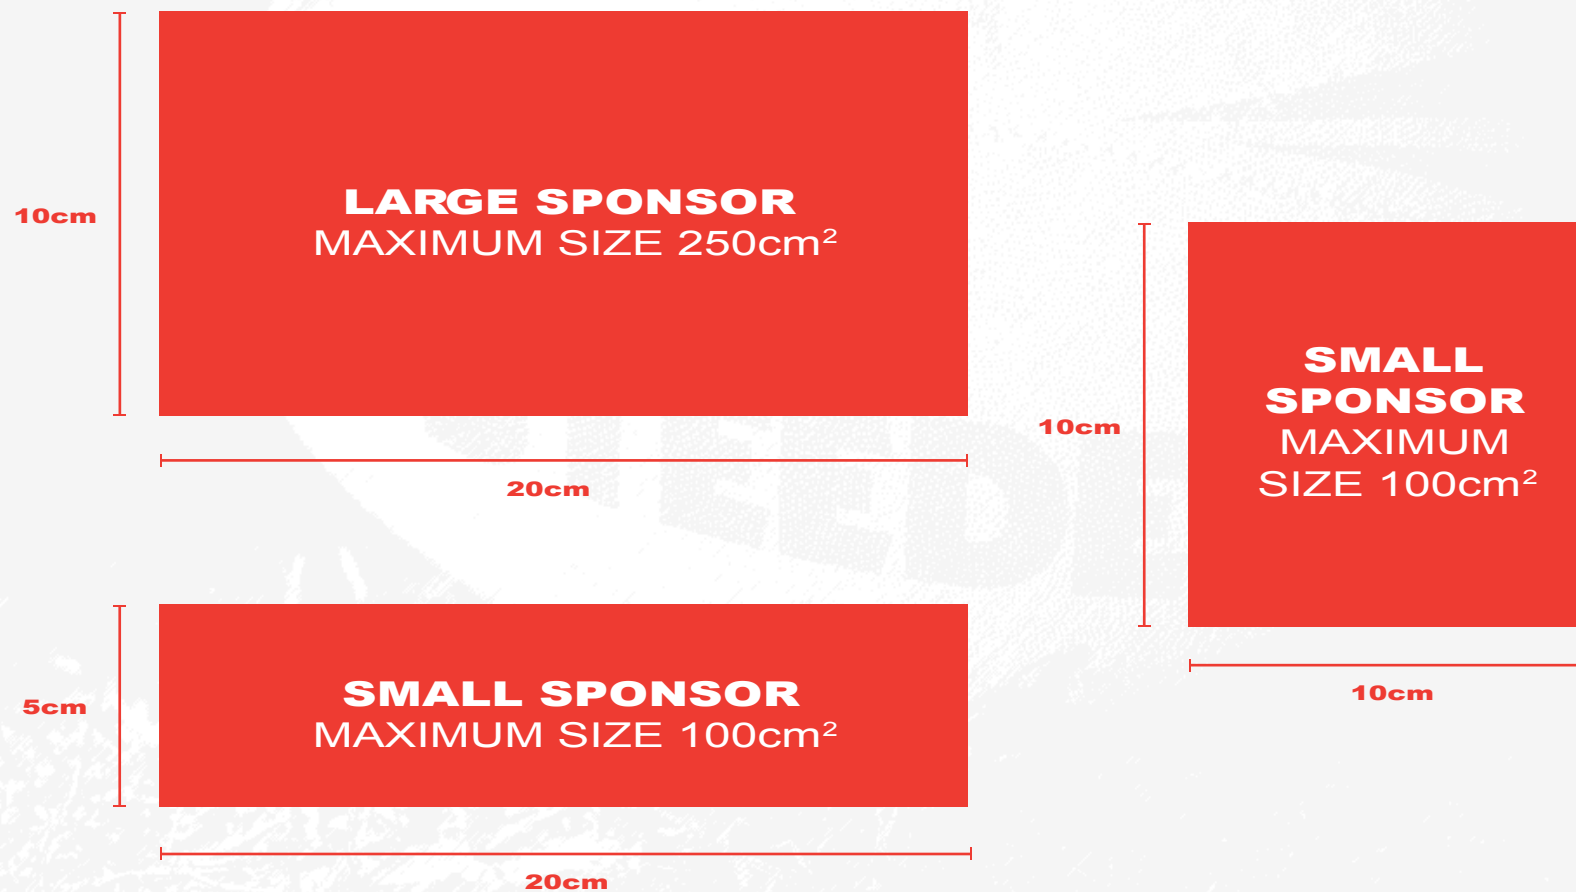 10cm
LARGE SPONSOR
MAXIMUM SIZE 250cm²
20cm
10cm
SMALL
SPONSOR
MAXIMUM
SIZE 100cm²
10cm
5cm
SMALL SPONSOR
MAXIMUM SIZE 100cm²
20cm